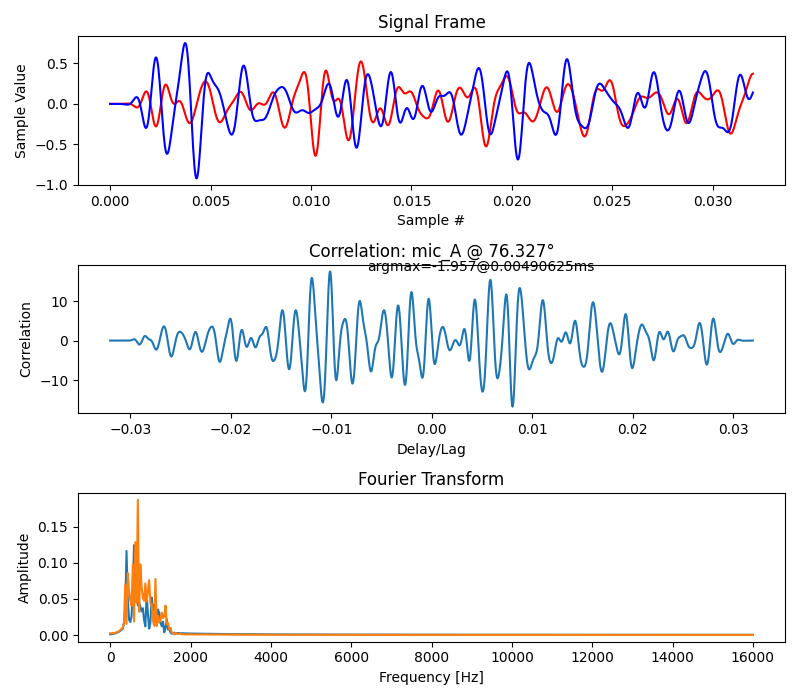 Signal Frame
Sample Value
0.5
0.0
−0.5
−1.0
0.000 0.005 0.010 0.015 0.020 0.025 0.030
Sample #
Correlation: mic_A @ 76.327°
argmax=-1.957@0.00490625ms
Correlation
10
0
−10
−0.03 −0.02 −0.01 0.00 0.01 0.02 0.03
Delay/Lag
Fourier Transform
Amplitude
0.15
0.10
0.05
0.00
0 2000 4000 6000 8000 10000 12000 14000 16000
Frequency [Hz]